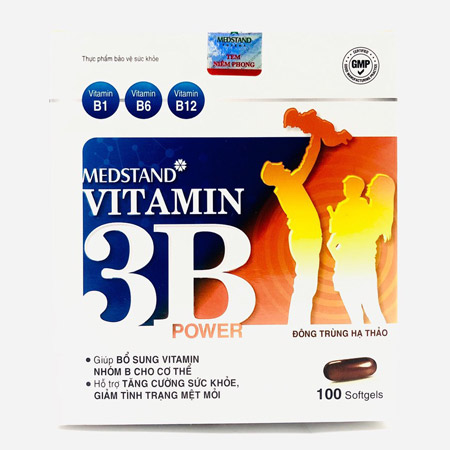 MEDSTAND
TEM
NIÊM PHONG
Thực phẩm bảo vệ sức khỏe
GMP
Vitamin
B1
Vitamin
B6
Vitamin
B12
MEDSTAND
VITAMIN
3B
POWER
ĐÔNG TRÙNG HẠ THẢO
• Giúp BỔ SUNG VITAMIN
NHÓM B CHO CƠ THỂ
• Hỗ trợ TĂNG CƯỜNG SỨC KHỎE,
GIẢM TÌNH TRẠNG MỆT MỎI
100 Softgels